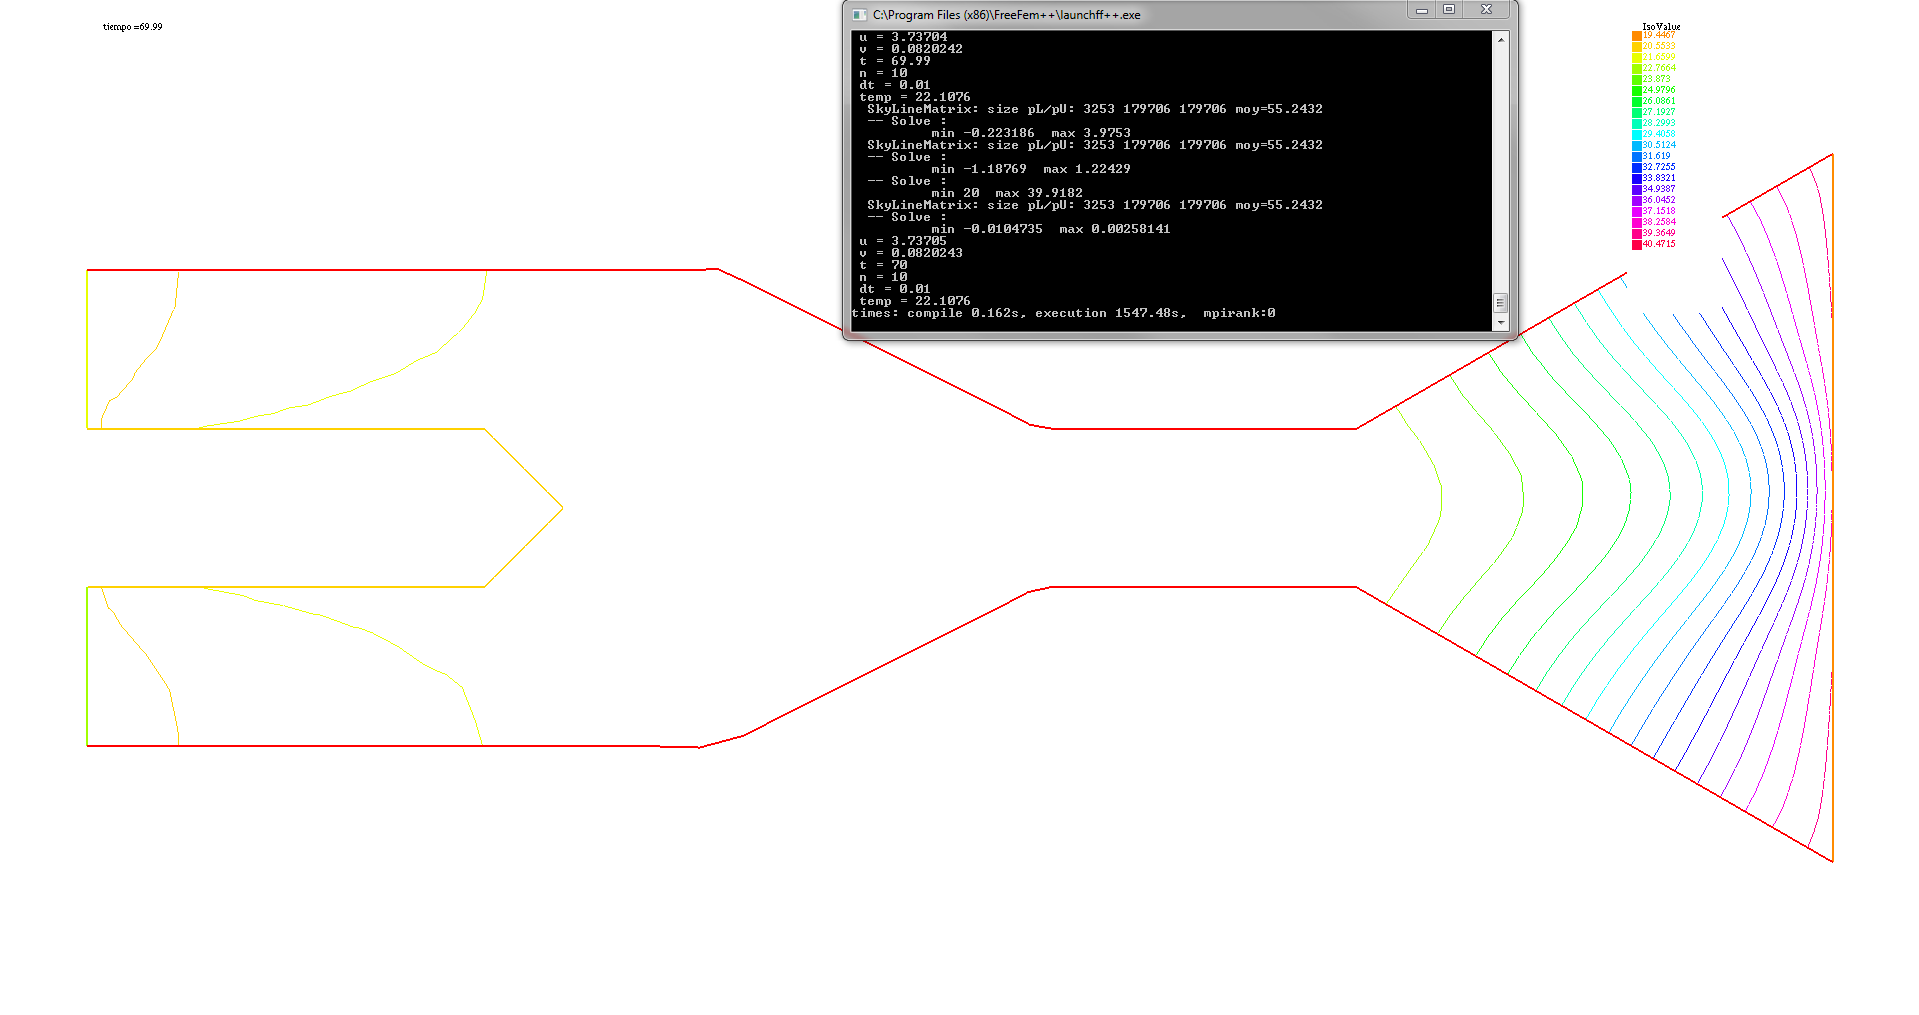 tiempo =69.99
C:\Program Files (x86)\FreeFem++\launchff++.exe
u = 3.73704
v = 0.0820242
t = 69.99
n = 10
dt = 0.01
temp = 22.1076
SkyLineMatrix: size pL/pU: 3253 179706 179706 moy=55.2432
-- Solve :
min -0.223186 max 3.9753
SkyLineMatrix: size pL/pU: 3253 179706 179706 moy=55.2432
-- Solve :
min -1.18769 max 1.22429
-- Solve :
min 20 max 39.9182
SkyLineMatrix: size pL/pU: 3253 179706 179706 moy=55.2432
-- Solve :
min -0.0104735 max 0.00258141
u = 3.73705
v = 0.0820243
t = 70
n = 10
dt = 0.01
temp = 22.1076
times: compile 0.162s, execution 1547.48s, mpirank:0
IsoValue
19.4467
20.5533
21.6599
22.7664
23.873
24.9796
26.0861
27.1927
28.2993
29.4058
30.5124
31.619
32.7255
33.8321
34.9387
36.0452
37.1518
38.2584
39.3649
40.4715